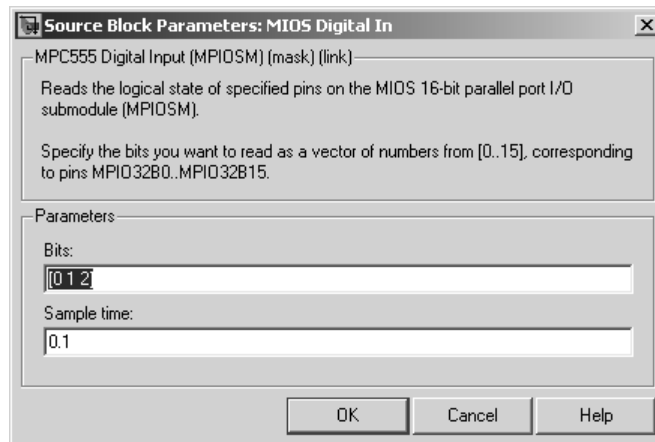 Source Block Parameters: MIOS Digital In
MPC555 Digital Input (MPIOSM) (mask) (link)
Reads the logical state of specified pins on the MIOS 16-bit parallel port I/O
submodule (MPIOSM).
Specify the bits you want to read as a vector of numbers from [0..15], corresponding
to pins MPIO32B0..MPIO32B15.
Parameters
Bits:
[0 1 2]
Sample time:
0.1
OK
Cancel
Help